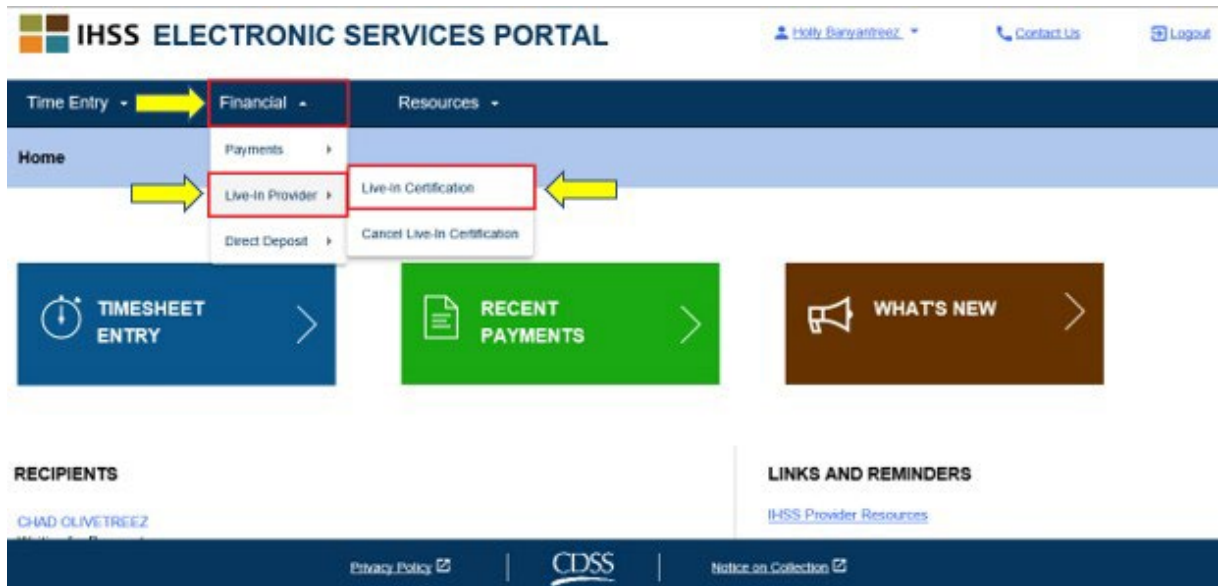 IHSS ELECTRONIC SERVICES PORTAL
Holly Banyantreez
Contact Us
Logout
Time Entry
Financial
Resources
Home
Payments
Live-In Provider
Direct Deposit
Live-In Certification
Cancel Live-In Certification
TIMESHEET
ENTRY
RECENT
PAYMENTS
WHAT'S NEW
RECIPIENTS
CHAD OLIVETREEZ
LINKS AND REMINDERS
IHSS Provider Resources
Privacy Policy
CDSS
Notice on Collection